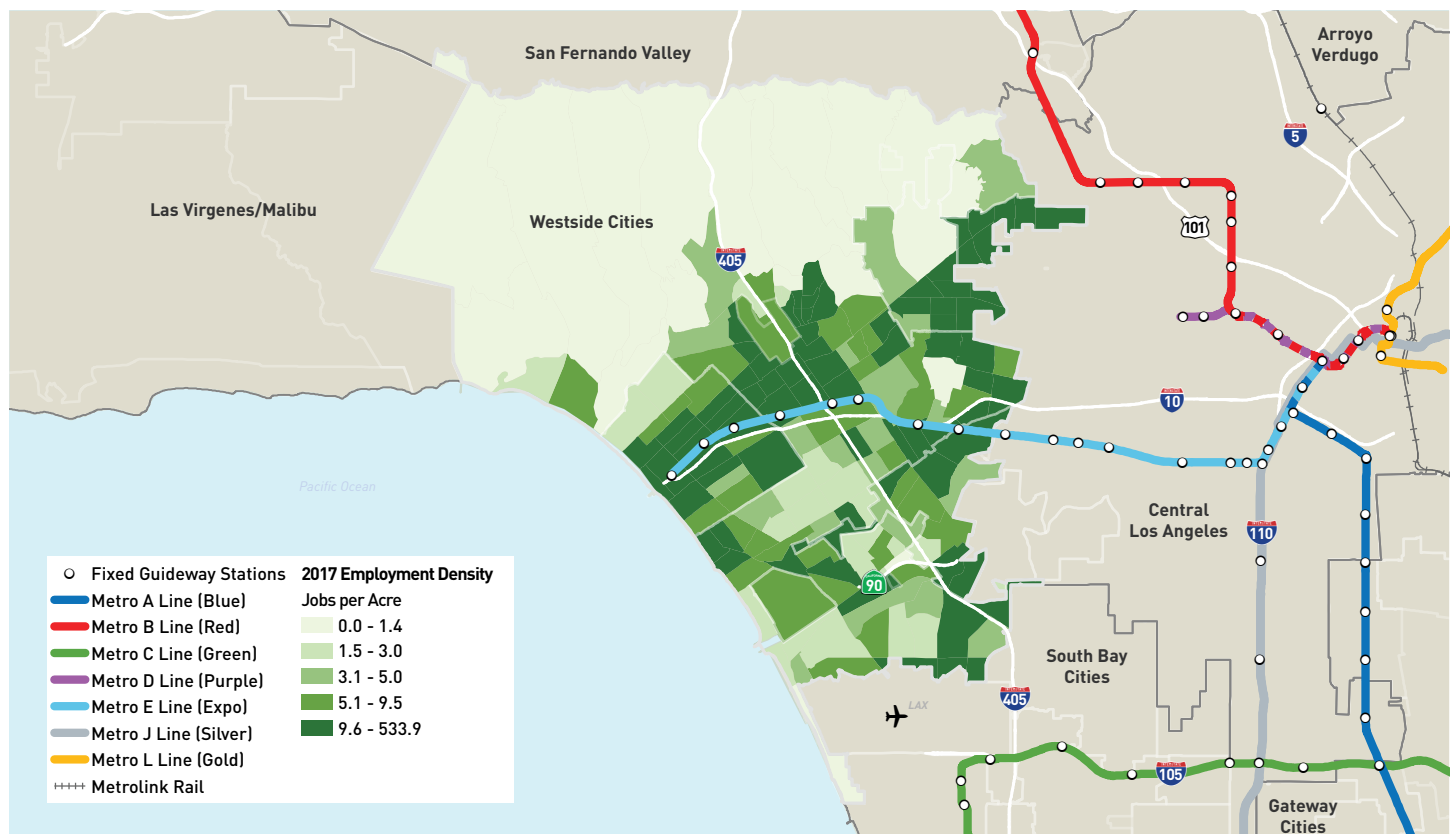 San Fernando Valley
Arroyo
Verdugo
5
Las Virgenes/Malibu
Westside Cities
101
405
10
Pacific Ocean
Central
Los Angeles
110
90
South Bay
Cities
405
LAX
105
Gateway
Cities
Fixed Guideway Stations
Metro A Line (Blue)
Metro B Line (Red)
Metro C Line (Green)
Metro D Line (Purple)
Metro E Line (Expo)
Metro J Line (Silver)
Metro L Line (Gold)
Metrolink Rail
2017 Employment Density
Jobs per Acre
0.0 - 1.4
1.5 - 3.0
3.1 - 5.0
5.1 - 9.5
9.6 - 533.9